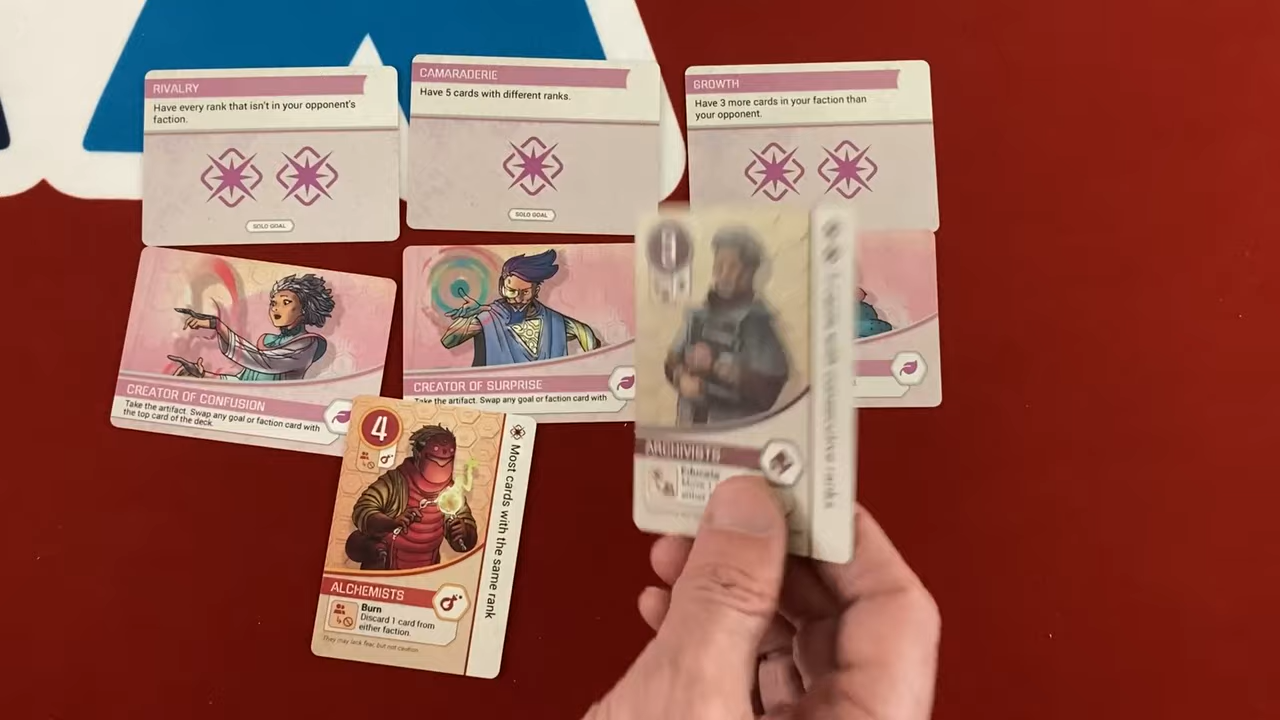 RIVALRY
Have every rank that isn't in your opponent's
faction.
SOLO GOAL
CAMARADERIE
Have 5 cards with different ranks.
SOLO GOAL
GROWTH
Have 3 more cards in your faction than
your opponent.
CREATOR OF CONFUSION
Take the artifact. Swap any goal or faction card with
the top card of the deck.
CREATOR OF SURPRISE
Take the artifact. Swap any goal or faction card with
4
ALCHEMISTS
Burn
Discard 1 card from
either faction.
They may lack fear, but not caution.
Most cards with the same rank
ARCHIVISTS
Educate